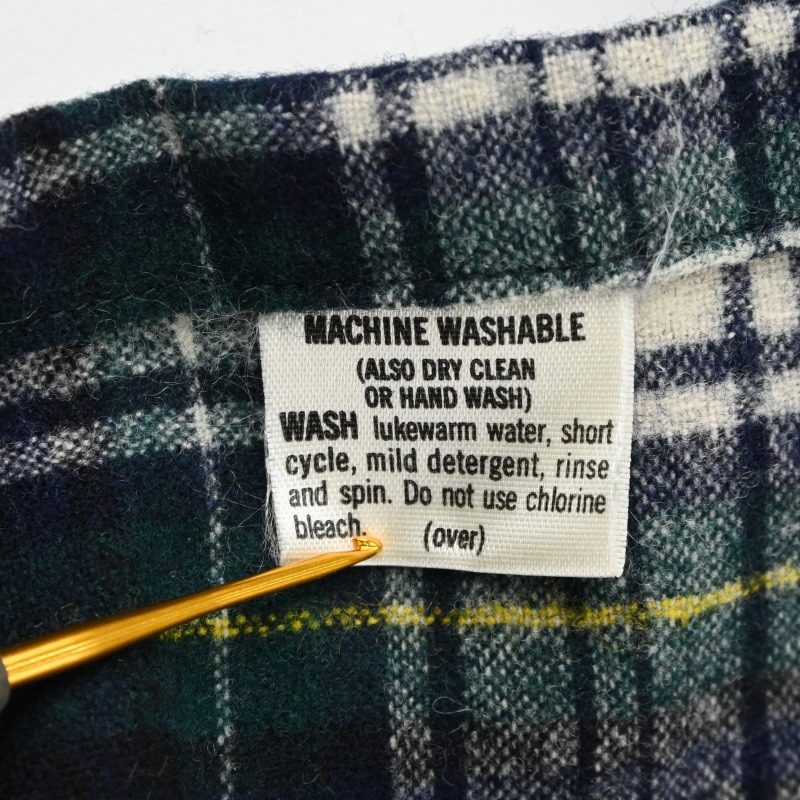 MACHINE WASHABLE
(ALSO DRY CLEAN
OR HAND WASH)
WASH lukewarm water, short
cycle, mild detergent, rinse
and spin. Do not use chlorine
bleach. (over)